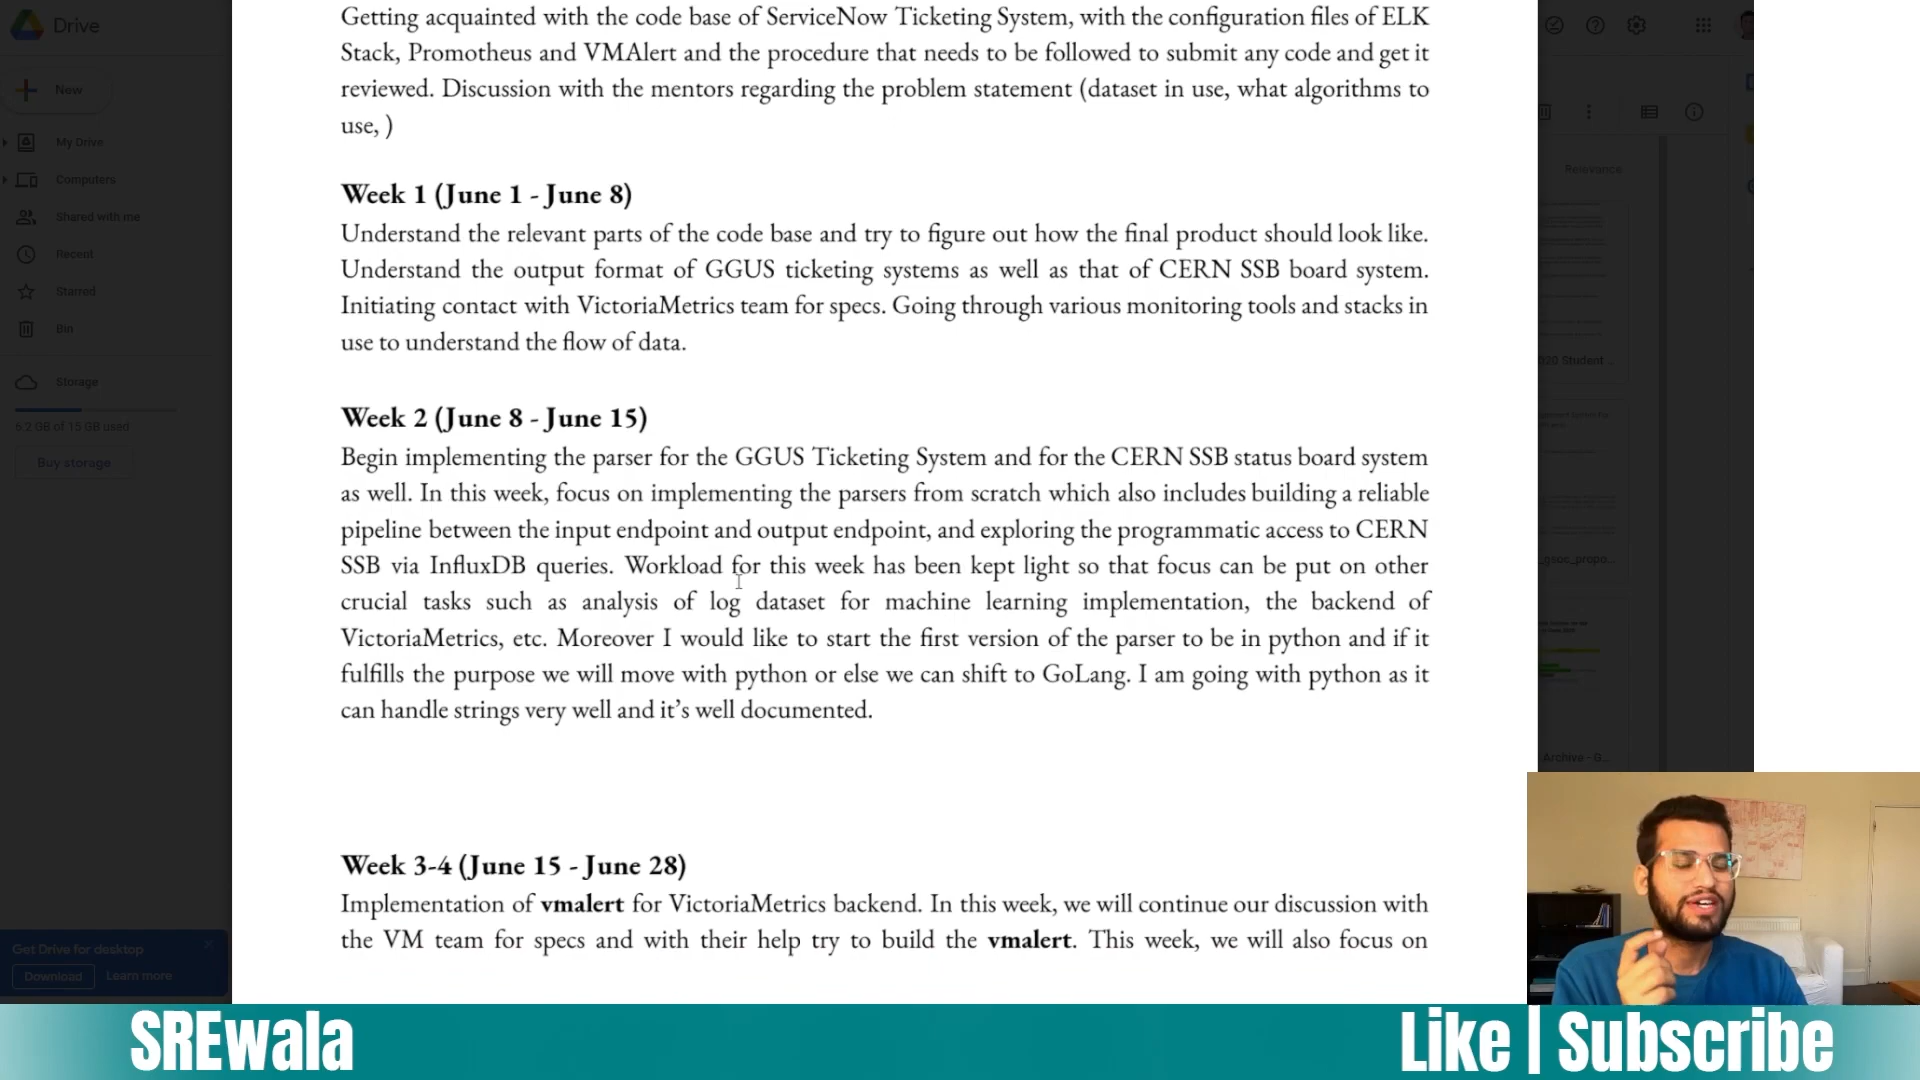 Drive
New
My Drive
Computers
Shared with me
Recent
Starred
Bin
Storage
6.2 GB of 15 GB used
Buy storage
Get Drive for desktop
Download
Learn more
Getting acquainted with the code base of ServiceNow Ticketing System, with the configuration files of ELK
Stack, Promotheus and VMAlert and the procedure that needs to be followed to submit any code and get it
reviewed. Discussion with the mentors regarding the problem statement (dataset in use, what algorithms to
use, )
Week 1 (June 1 - June 8)
Understand the relevant parts of the code base and try to figure out how the final product should look like.
Understand the output format of GGUS ticketing systems as well as that of CERN SSB board system.
Initiating contact with VictoriaMetrics team for specs. Going through various monitoring tools and stacks in
use to understand the flow of data.
Week 2 (June 8 - June 15)
Begin implementing the parser for the GGUS Ticketing System and for the CERN SSB status board system
as well. In this week, focus on implementing the parsers from scratch which also includes building a reliable
pipeline between the input endpoint and output endpoint, and exploring the programmatic access to CERN
SSB via InfluxDB queries. Workload for this week has been kept light so that focus can be put on other
crucial tasks such as analysis of log dataset for machine learning implementation, the backend of
VictoriaMetrics, etc. Moreover I would like to start the first version of the parser to be in python and if it
fulfills the purpose we will move with python or else we can shift to GoLang. I am going with python as it
can handle strings very well and it’s well documented.
Week 3-4 (June 15 - June 28)
Implementation of vmalert for VictoriaMetrics backend. In this week, we will continue our discussion with
the VM team for specs and with their help try to build the vmalert. This week, we will also focus on
Relevance
020 Student ...
_gsoc_propo...
Archive - G...
SREwala
Like | Subscribe